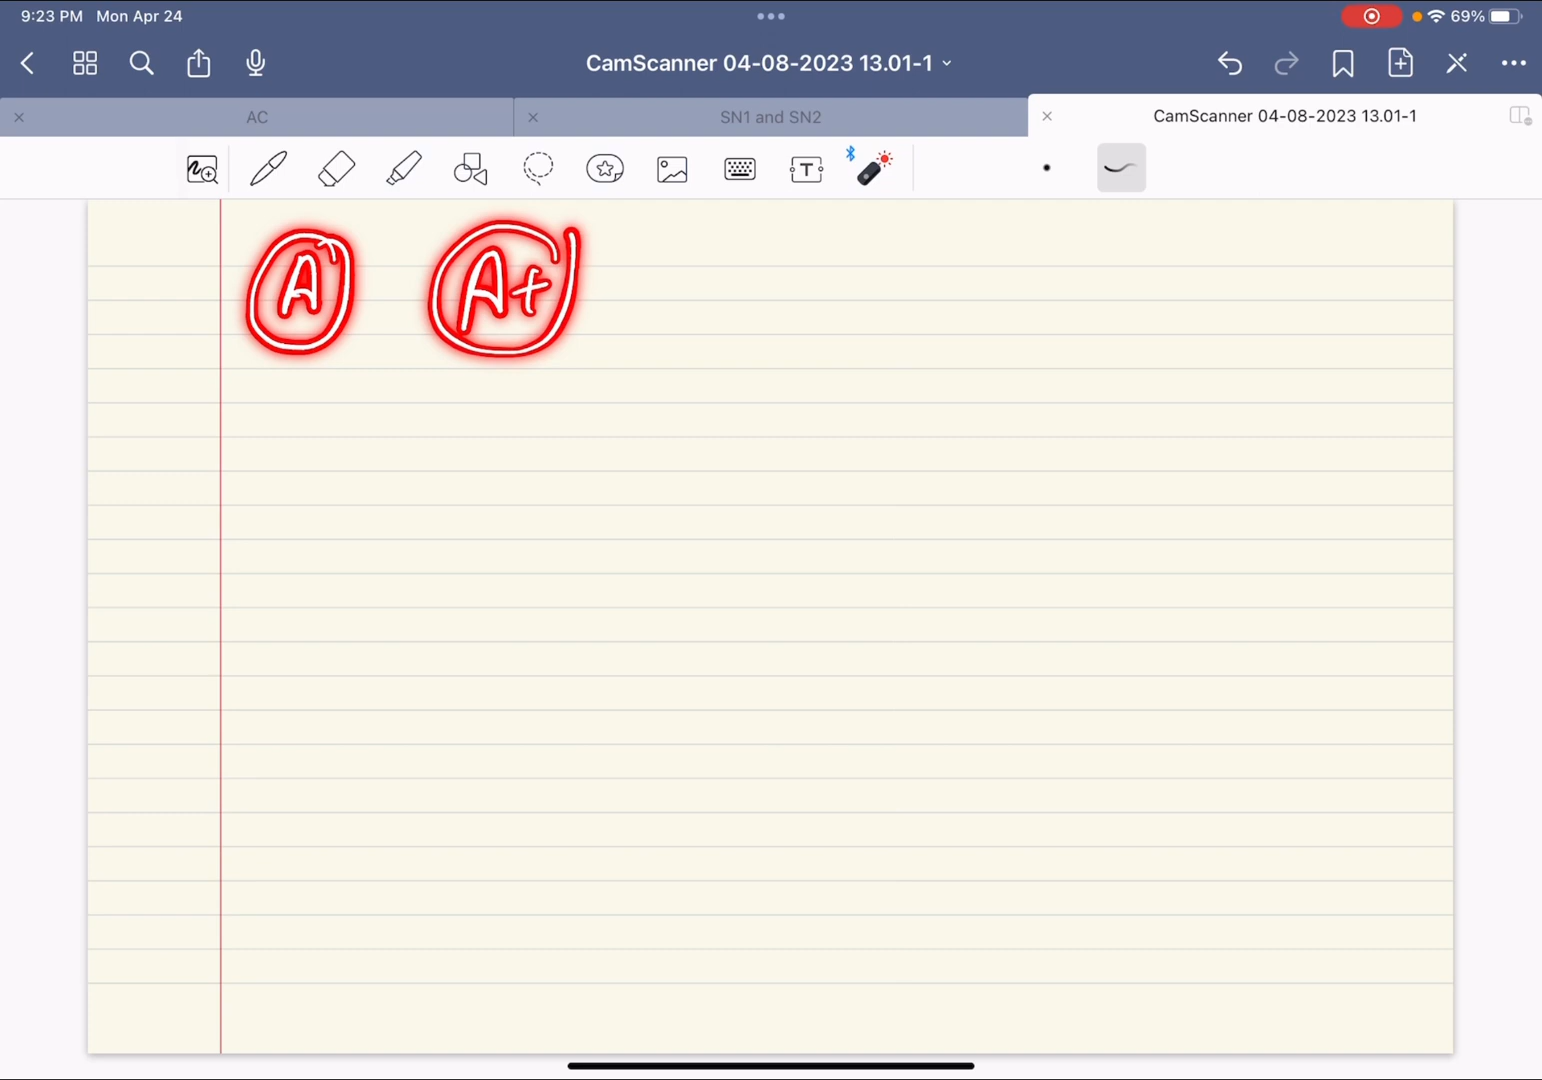 9:23 PM Mon Apr 24
69%
CamScanner 04-08-2023 13.01-1
AC
SN1 and SN2
CamScanner 04-08-2023 13.01-1
T
A A+